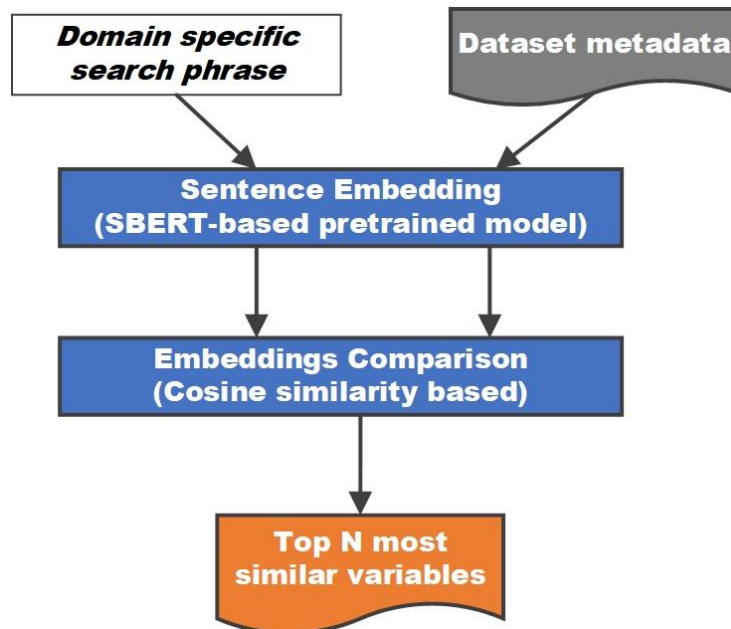 Domain specific
search phrase
Dataset metadata
Sentence Embedding
(SBERT-based pretrained model)
Embeddings Comparison
(Cosine similarity based)
Top N most
similar variables